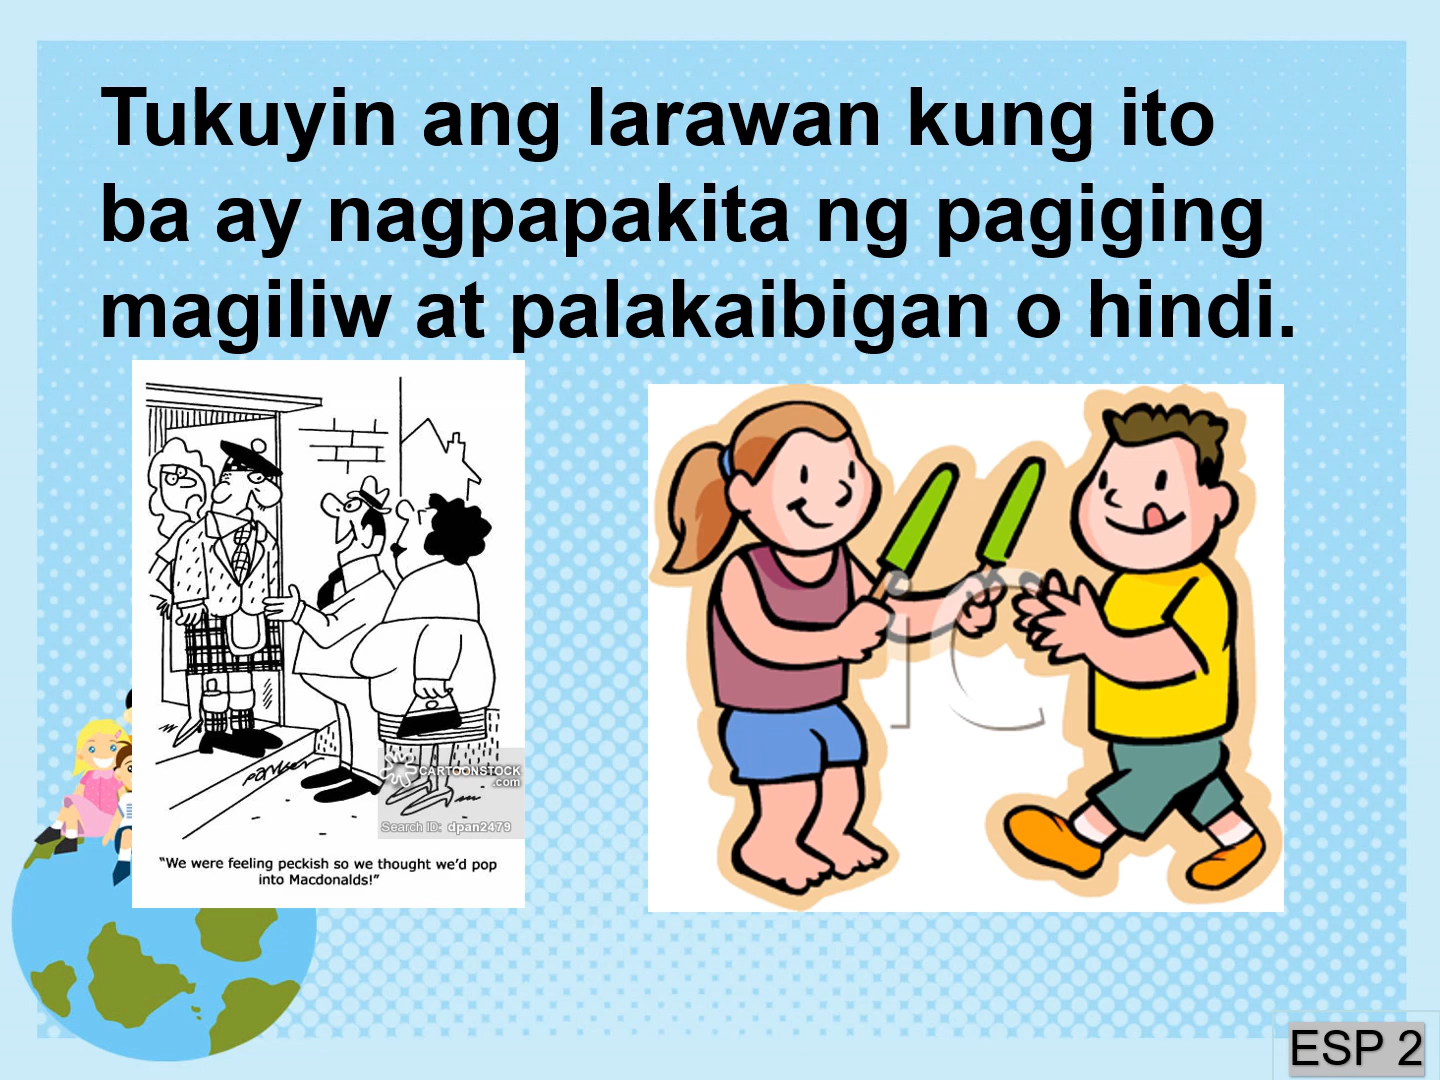 Tukuyin ang larawan kung ito
ba ay nagpapakita ng pagiging
magiliw at palakaibigan o hindi.
CARTOONSTOCK
.com
Search ID: dpan2479
"We were feeling peckish so we thought we'd pop
into Macdonalds!"
ic
ESP 2